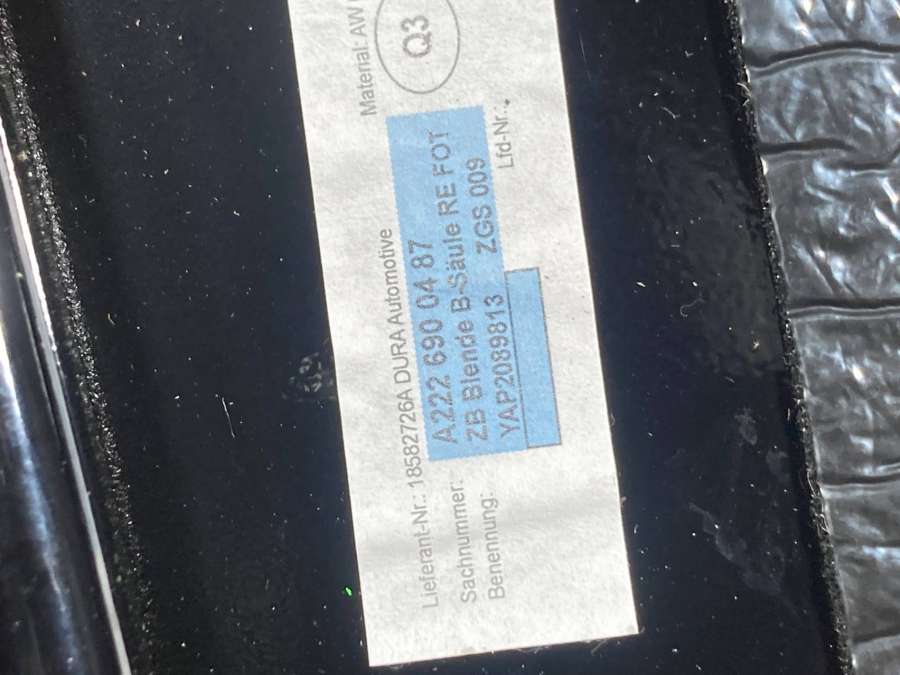 Material: AW
Q3
Lieferant-Nr.: 18582726A DURA Automotive
Sachnummer: A222 690 04 87
Benennung: ZB Blende B-Säule RE FOT
YAP2089813 ZGS 009
Lfd-Nr.: